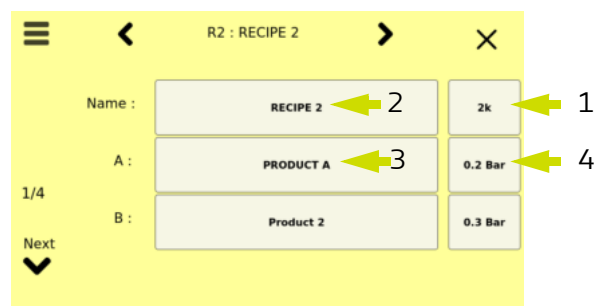 R2 : RECIPE 2
Name : RECIPE 2 2 2k 1
A : PRODUCT A 3 0.2 Bar 4
1/4
B : Product 2 0.3 Bar
Next